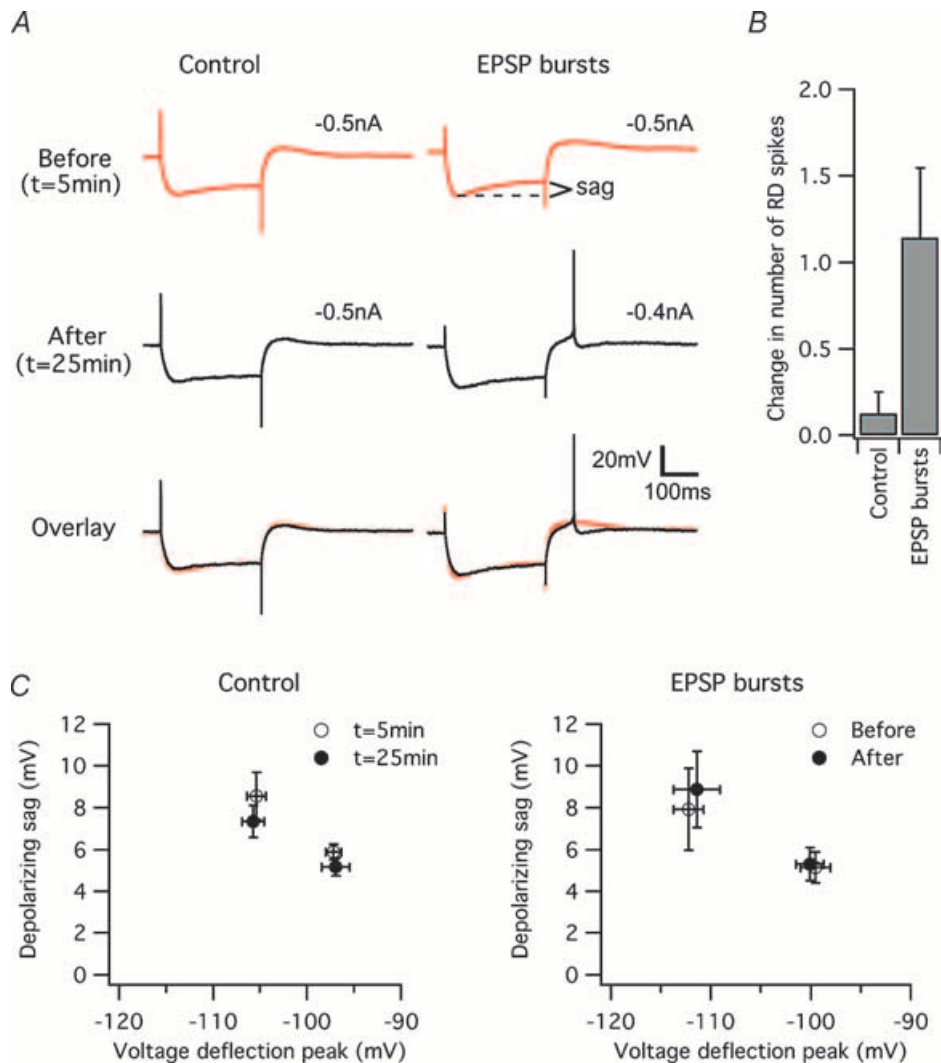 A
Control
EPSP bursts
Before
(t=5min)
-0.5nA
-0.5nA
sag
After
(t=25min)
-0.5nA
-0.4nA
Overlay
20mV
100ms
B
Change in number of RD spikes
2.0
1.5
1.0
0.5
0.0
Control
EPSP bursts
C
Control
Depolarizing sag (mV)
12
10
8
6
4
2
0
t=5min
t=25min
-120
-110
-100
-90
Voltage deflection peak (mV)
EPSP bursts
Depolarizing sag (mV)
12
10
8
6
4
2
0
Before
After
-120
-110
-100
-90
Voltage deflection peak (mV)